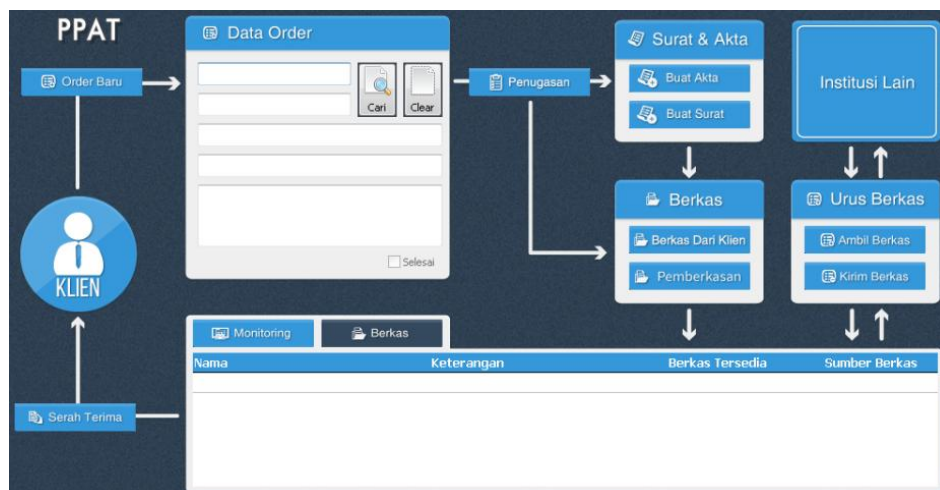 PPAT
Order Baru
KLIEN
Serah Terima
Data Order
Cari
Clear
Selesai
Penugasan
Surat & Akta
Buat Akta
Buat Surat
Berkas
Berkas Dari Klien
Pemberkasan
Institusi Lain
Urus Berkas
Ambil Berkas
Kirim Berkas
Monitoring
Berkas
Nama Keterangan Berkas Tersedia Sumber Berkas